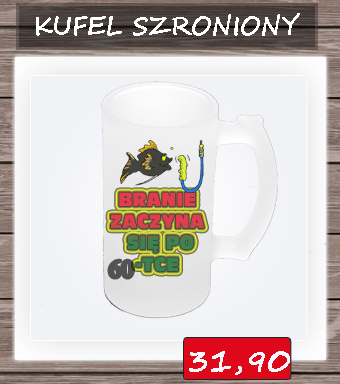 KUFEL SZRONIONY
BRANIE
ZACZYNA
SIĘ PO
60-TCE
31,90